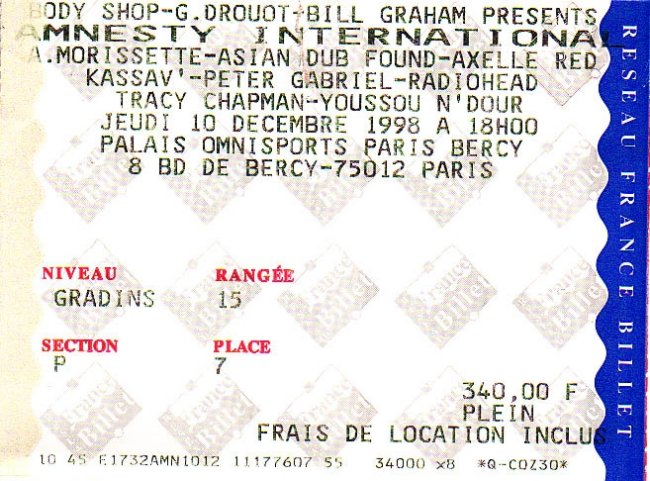 BODY SHOP-G.DROUOT-BILL GRAHAM PRESENTS
AMNESTY INTERNATIONAL
A.MORISSETTE-ASIAN DUB FOUND-AXELLE RED
KASSAV'-PETER GABRIEL-RADIOHEAD
TRACY CHAPMAN-YOUSSOU N'DOUR
JEUDI 10 DECEMBRE 1998 A 18H00
PALAIS OMNISPORTS PARIS BERCY
8 BD DE BERCY-75012 PARIS
NIVEAU RANGÉE
GRADINS 15
SECTION PLACE
P 7
340,00 F
PLEIN
FRAIS DE LOCATION INCLUS
10 45 E1732AMN1012 11177607 55 34000 x8 *Q-COZ30*
RESEAU FRANCE BILLET
France Billet